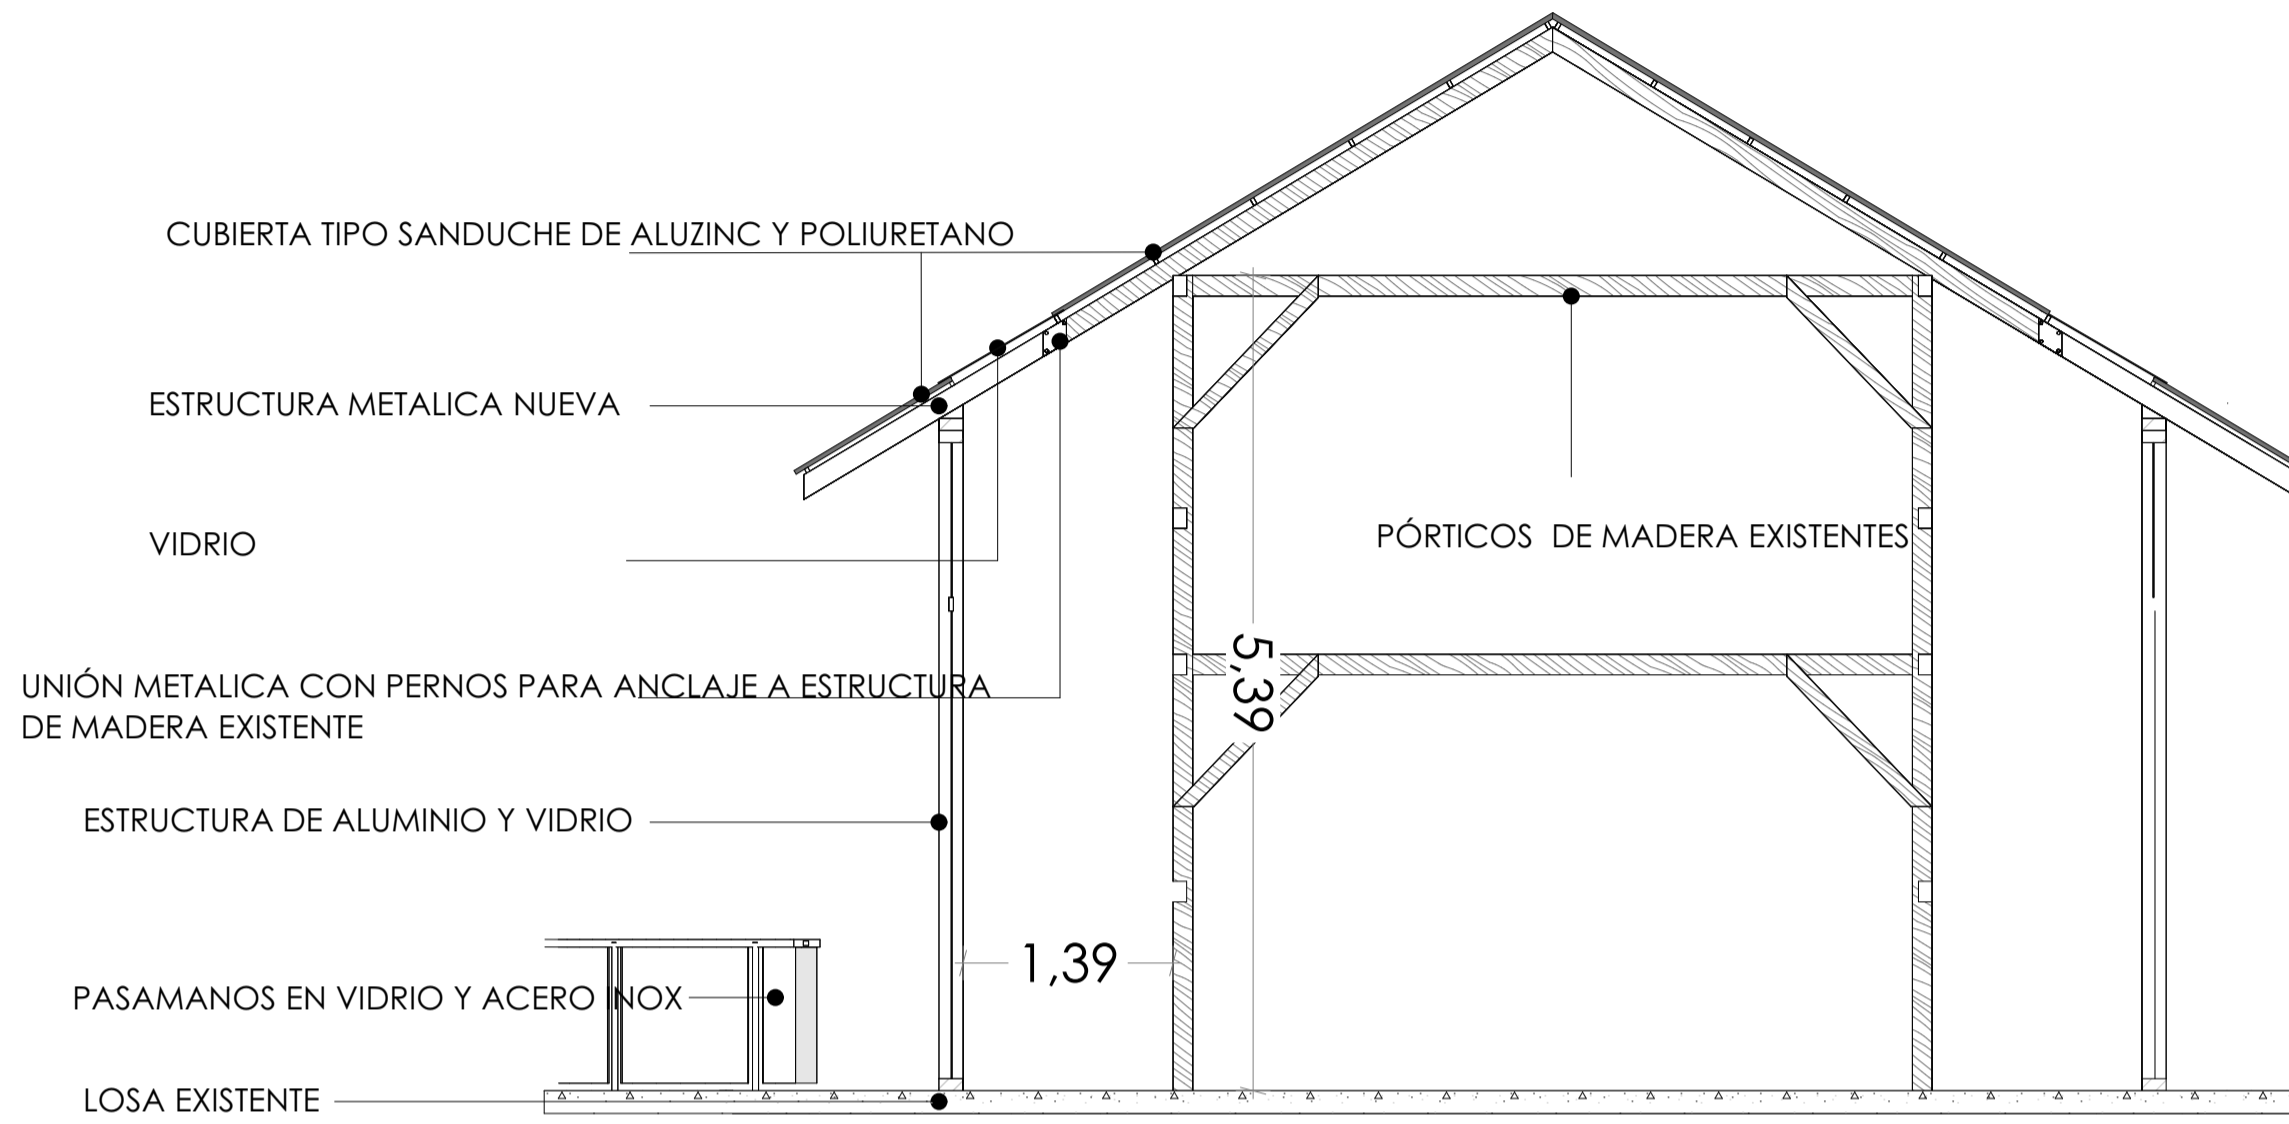 CUBIERTA TIPO SANDUCHE DE ALUZINC Y POLIURETANO
ESTRUCTURA METALICA NUEVA
VIDRIO
PÓRTICOS DE MADERA EXISTENTES
UNIÓN METALICA CON PERNOS PARA ANCLAJE A ESTRUCTURA
DE MADERA EXISTENTE
5,39
ESTRUCTURA DE ALUMINIO Y VIDRIO
1,39
PASAMANOS EN VIDRIO Y ACERO INOX
LOSA EXISTENTE